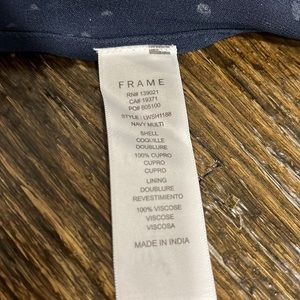 FRAME
RN# 139021
CA# 19371
PO# 805100
STYLE: LWSH1188
NAVY MULTI
SHELL
COQUILLE
DOUBLURE
100% CUPRO
CUPRO
CUPRO
LINING
DOUBLURE
REVESTIMIENTO
100% VISCOSE
VISCOSE
VISCOSA
MADE IN INDIA